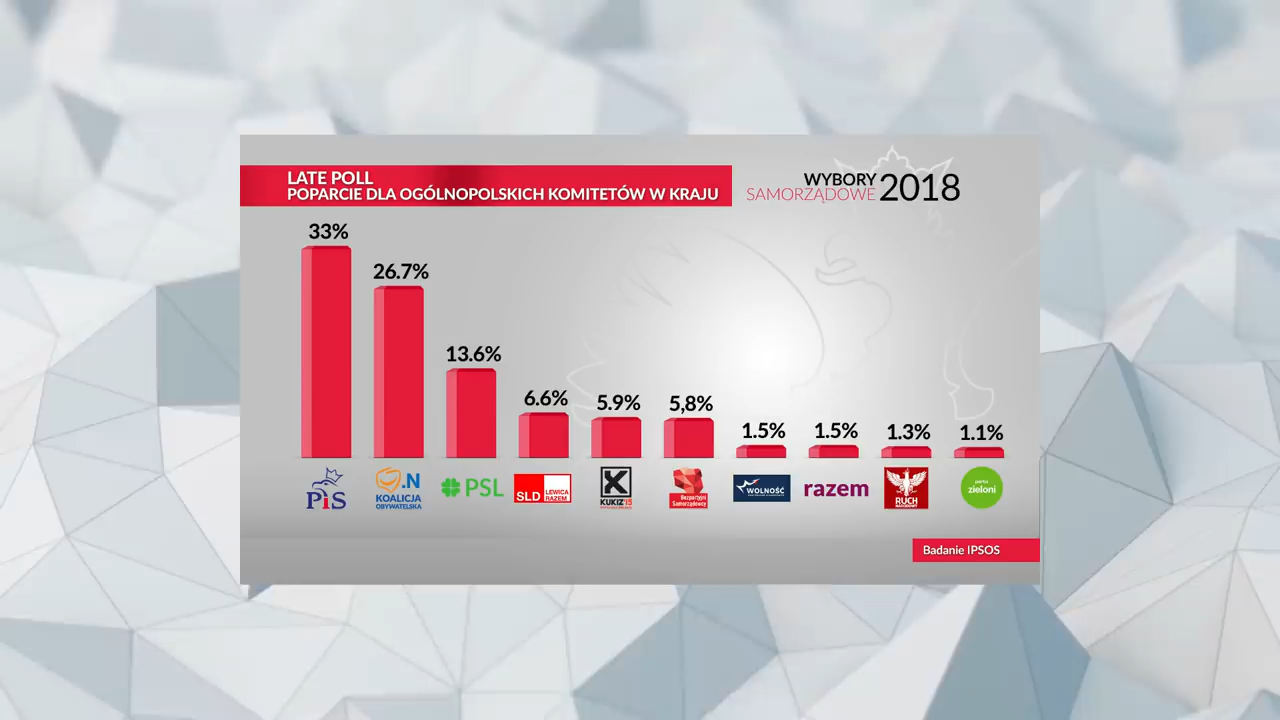 LATE POLL
POPARCIE DLA OGÓLNOPOLSKICH KOMITETÓW W KRAJU
WYBORY
SAMORZĄDOWE 2018
33%
26.7%
13.6%
6.6%
5.9%
5,8%
1.5%
1.5%
1.3%
1.1%
PiS
.N
KOALICJA
OBYWATELSKA
PSL
SLD LEWICA
RAZEM
K
KUKIZ'15
Bezpartyjni
Samorządowcy
WOLNOŚĆ
razem
RUCH
NARODOWY
partia
zieloni
Badanie IPSOS